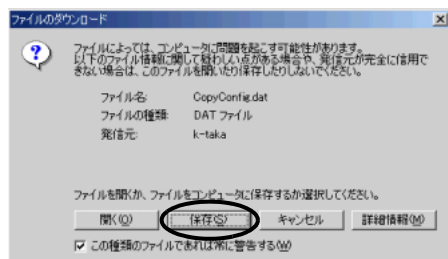 ファイルのダウンロード
ファイルによっては、コンピュータに問題を起こす可能性があります。
以下のファイル情報に関して疑わしい点がある場合や、発信元が完全に信用で
きない場合は、このファイルを開いたり保存したりしないでください。
ファイル名: CopyConfig.dat
ファイルの種類: DAT ファイル
発信元: k-taka
ファイルを開くか、ファイルをコンピュータに保存するか選択してください。
開く(O) 保存(S) キャンセル 詳細情報(M)
この種類のファイルであれば常に警告する(W)